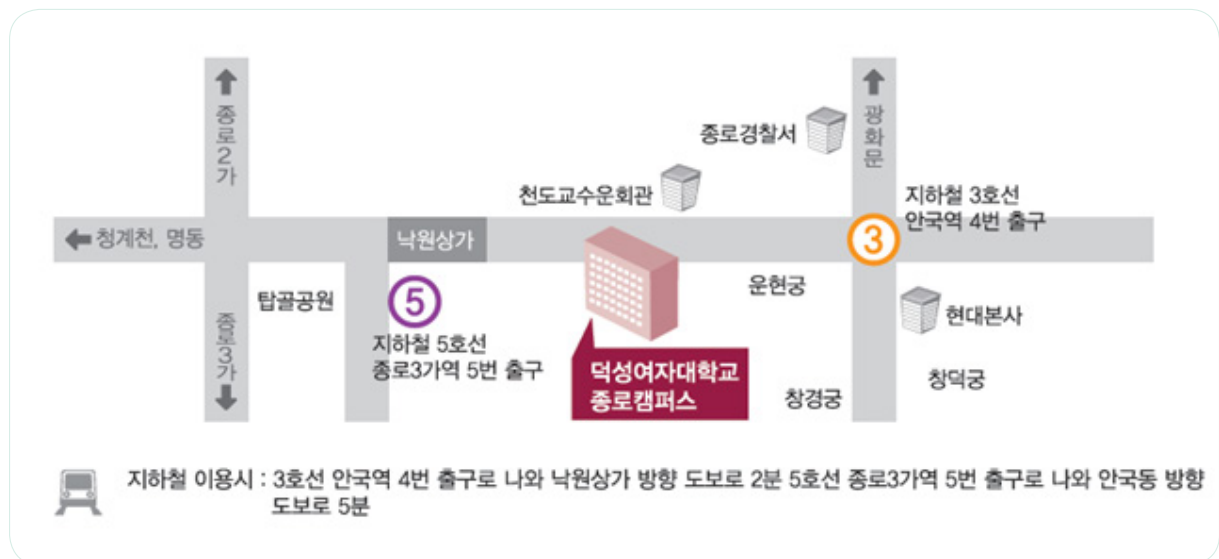 종로2가
광화문
종로경찰서
천도교수운회관
지하철 3호선
안국역 4번 출구
청계천, 명동
낙원상가
3
운현궁
탑골공원
5
현대본사
종로3가
지하철 5호선
종로3가역 5번 출구
덕성여자대학교
종로캠퍼스
창경궁
창덕궁
지하철 이용시 : 3호선 안국역 4번 출구로 나와 낙원상가 방향 도보로 2분 5호선 종로3가역 5번 출구로 나와 안국동 방향
도보로 5분